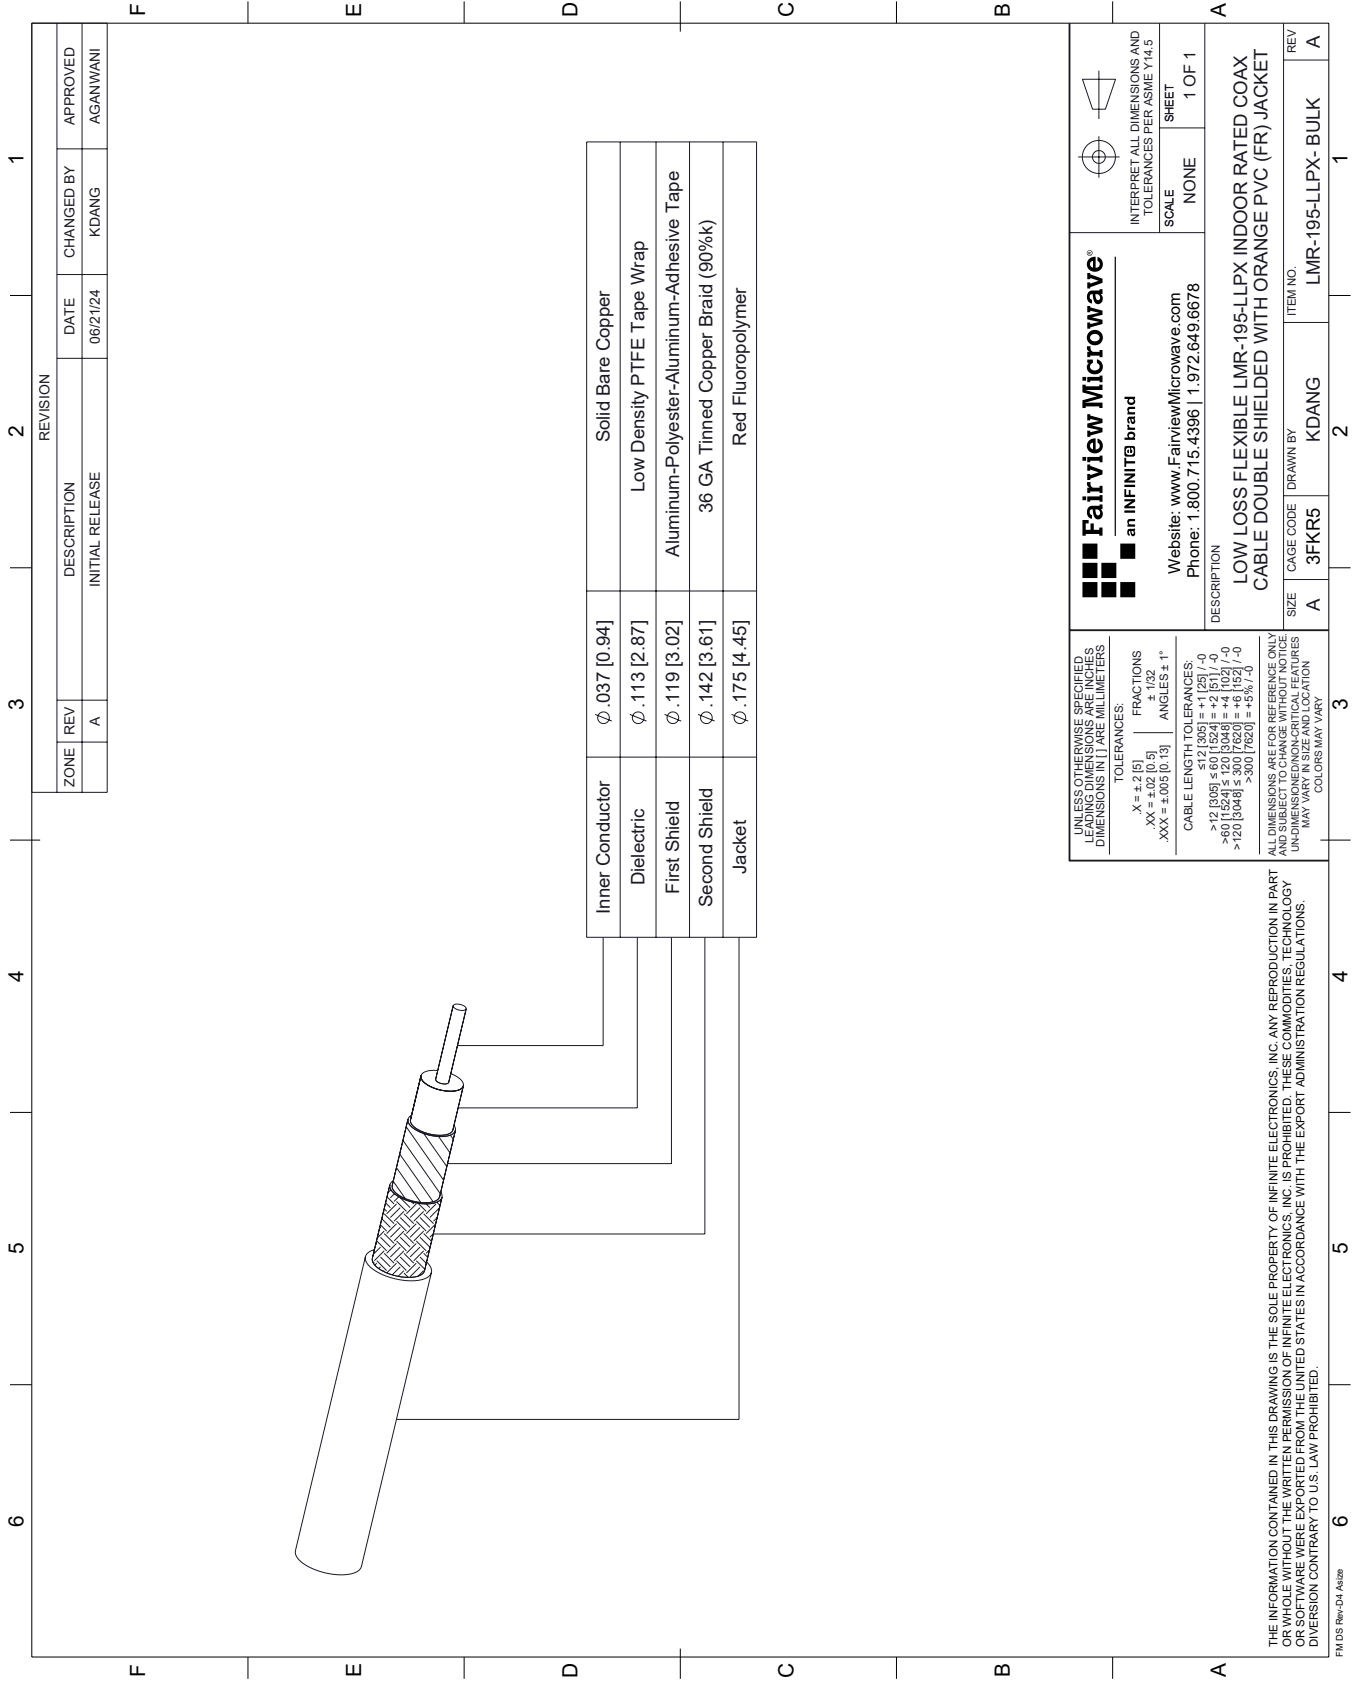 6
5
4
3
2
1
F
E
D
C
B
A
REVISION
ZONE REV DESCRIPTION DATE CHANGED BY APPROVED
A INITIAL RELEASE 06/21/24 KDANG AGANWANI
Inner Conductor ∅.037 [0.94] Solid Bare Copper
Dielectric ∅.113 [2.87] Low Density PTFE Tape Wrap
First Shield ∅.119 [3.02] Aluminum-Polyester-Aluminum-Adhesive Tape
Second Shield ∅.142 [3.61] 36 GA Tinned Copper Braid (90%k)
Jacket ∅.175 [4.45] Red Fluoropolymer
UNLESS OTHERWISE SPECIFIED
LEADING DIMENSIONS ARE INCHES
DIMENSIONS IN [ ] ARE MILLIMETERS
TOLERANCES:
.X = ±.2 [5] FRACTIONS
.XX = ±.02 [0.5] ± 1/32
.XXX = ±.005 [0.13] ANGLES ± 1°
CABLE LENGTH TOLERANCES:
≤12 [305] = +1 [25] / -0
>12 [305] ≤ 60 [1524] = +2 [51] / -0
>60 [1524] ≤ 120 [3048] = +4 [102] / -0
>120 [3048] ≤ 300 [7620] = +6 [152] / -0
>300 [7620] = +5% / -0
ALL DIMENSIONS ARE FOR REFERENCE ONLY
AND SUBJECT TO CHANGE WITHOUT NOTICE.
UN-DIMENSIONED/NON-CRITICAL FEATURES
MAY VARY IN SIZE AND LOCATION
COLORS MAY VARY
Fairview Microwave®
an INFINITE brand
Website: www.FairviewMicrowave.com
Phone: 1.800.715.4396 | 1.972.649.6678
INTERPRET ALL DIMENSIONS AND
TOLERANCES PER ASME Y14.5
SCALE
NONE
SHEET
1 OF 1
DESCRIPTION
LOW LOSS FLEXIBLE LMR-195-LLPX INDOOR RATED COAX
CABLE DOUBLE SHIELDED WITH ORANGE PVC (FR) JACKET
SIZE
A
CAGE CODE
3FKR5
DRAWN BY
KDANG
ITEM NO.
LMR-195-LLPX- BULK
REV
A
THE INFORMATION CONTAINED IN THIS DRAWING IS THE SOLE PROPERTY OF INFINITE ELECTRONICS, INC. ANY REPRODUCTION IN PART
OR WHOLE WITHOUT THE WRITTEN PERMISSION OF INFINITE ELECTRONICS, INC. IS PROHIBITED. THESE COMMODITIES, TECHNOLOGY
OR SOFTWARE WERE EXPORTED FROM THE UNITED STATES IN ACCORDANCE WITH THE EXPORT ADMINISTRATION REGULATIONS.
DIVERSION CONTRARY TO U.S. LAW PROHIBITED.
F
E
D
C
B
A
6
5
4
3
2
1
FM DS Rev-D4 Asize